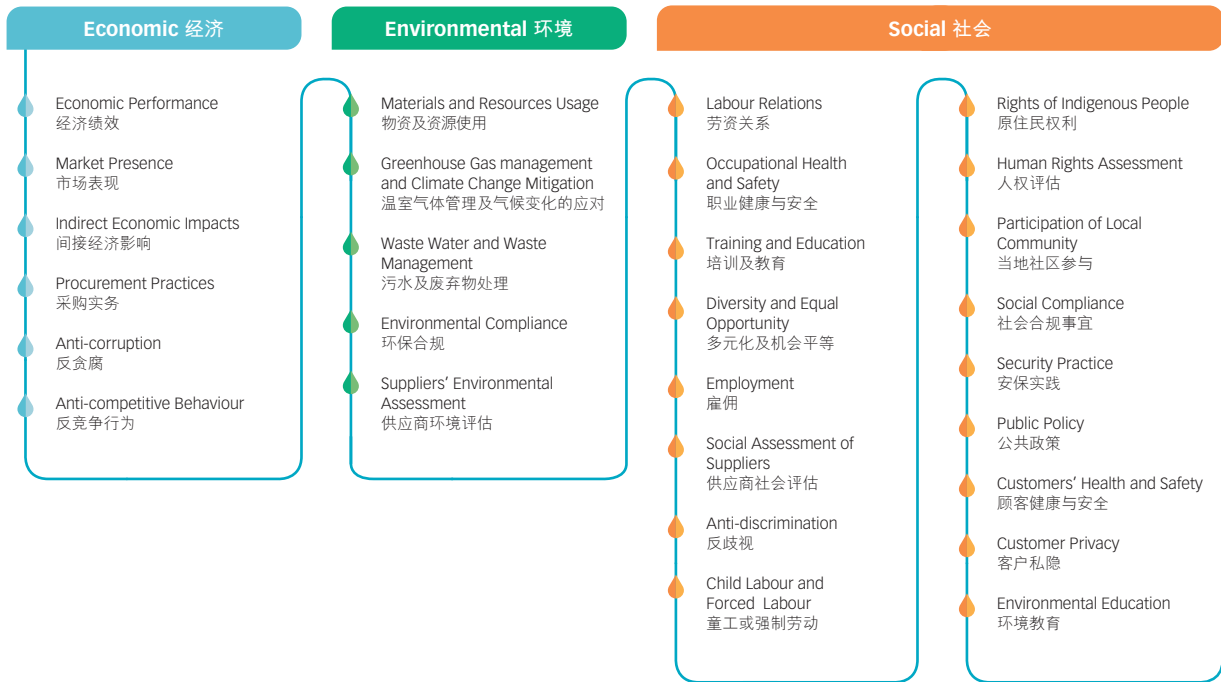 Economic 经济
Economic Performance
经济绩效
Market Presence
市场表现
Indirect Economic Impacts
间接经济影响
Procurement Practices
采购实务
Anti-corruption
反贪腐
Anti-competitive Behaviour
反竞争行为
Environmental 环境
Materials and Resources Usage
物资及资源使用
Greenhouse Gas management
and Climate Change Mitigation
温室气体管理及气候变化的应对
Waste Water and Waste
Management
污水及废弃物处理
Environmental Compliance
环保合规
Suppliers’ Environmental
Assessment
供应商环境评估
Social 社会
Labour Relations
劳资关系
Occupational Health
and Safety
职业健康与安全
Training and Education
培训及教育
Diversity and Equal
Opportunity
多元化及机会平等
Employment
雇佣
Social Assessment of
Suppliers
供应商社会评估
Anti-discrimination
反歧视
Child Labour and
Forced Labour
童工或强制劳动
Rights of Indigenous People
原住民权利
Human Rights Assessment
人权评估
Participation of Local
Community
当地社区参与
Social Compliance
社会合规事宜
Security Practice
安保实践
Public Policy
公共政策
Customers’ Health and Safety
顾客健康与安全
Customer Privacy
客户私隐
Environmental Education
环境教育